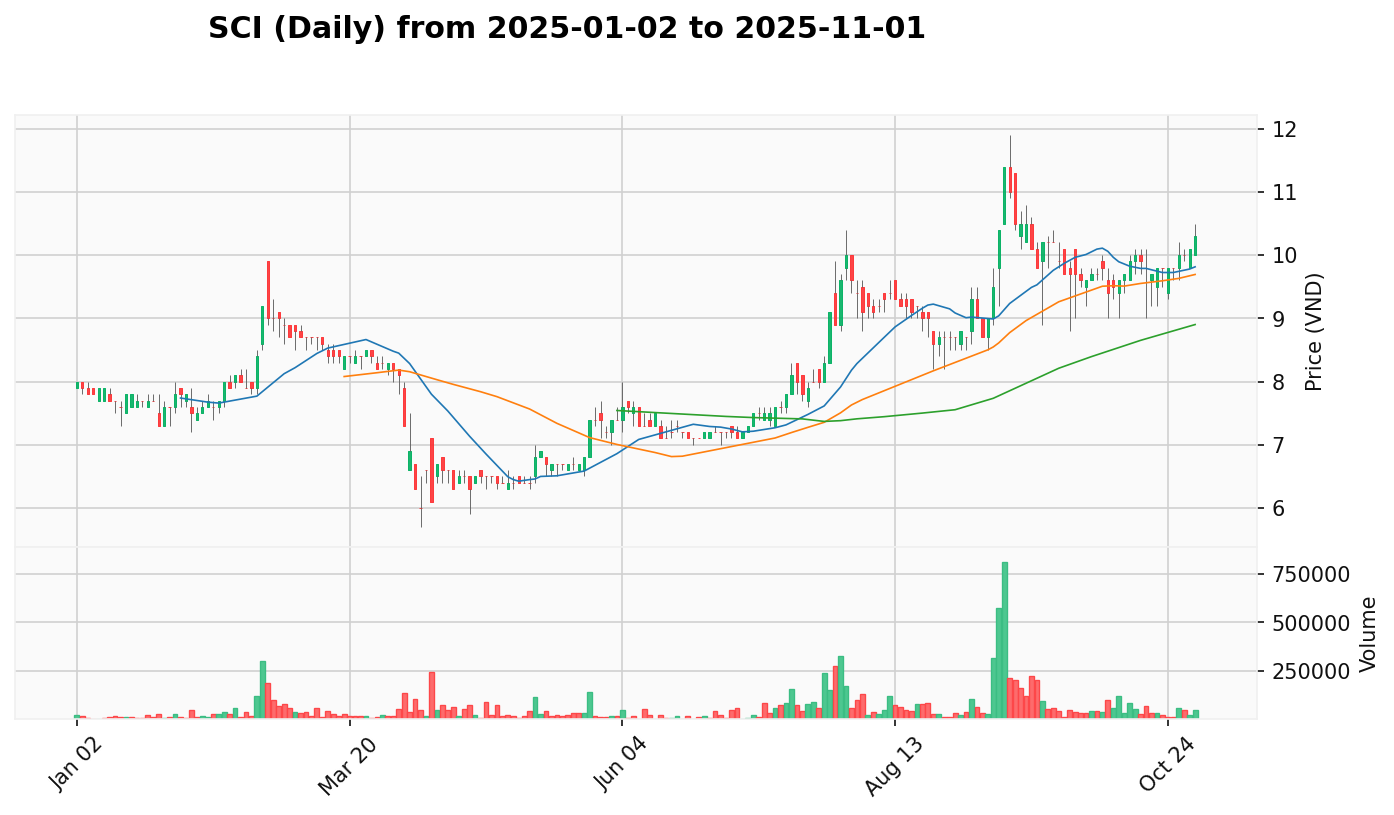 SCI (Daily) from 2025-01-02 to 2025-11-01
12
11
10
9
8
7
6
Price (VND)
750000
500000
250000
Volume
Jan 02
Mar 20
Jun 04
Aug 13
Oct 24